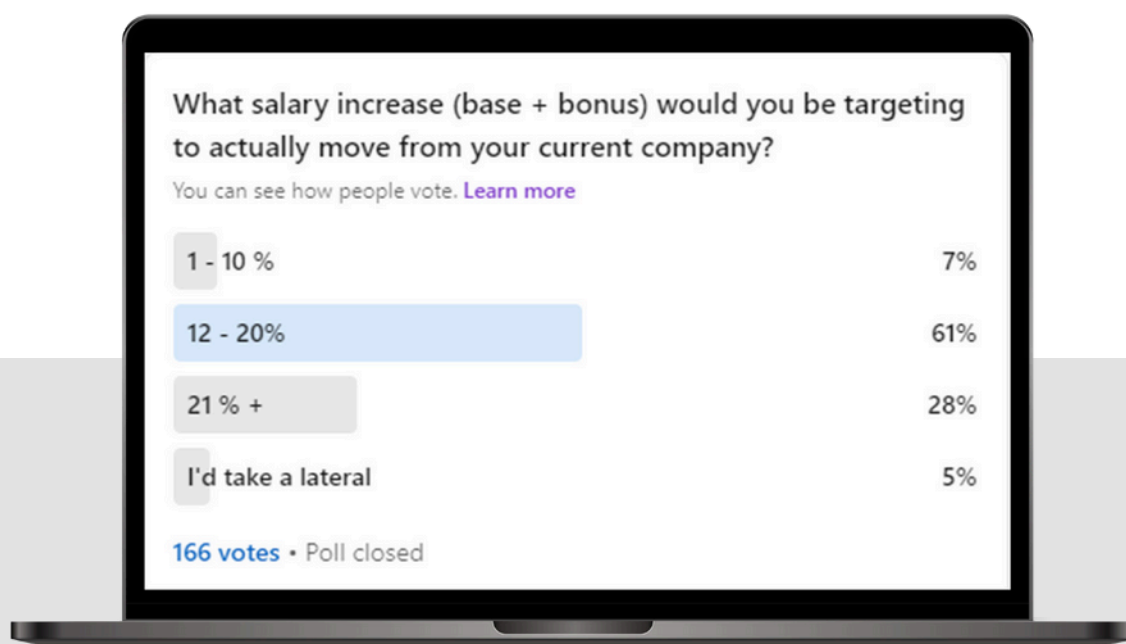 What salary increase (base + bonus) would you be targeting
to actually move from your current company?
You can see how people vote. Learn more
1 - 10 % 7%
12 - 20% 61%
21 % + 28%
I'd take a lateral 5%
166 votes • Poll closed